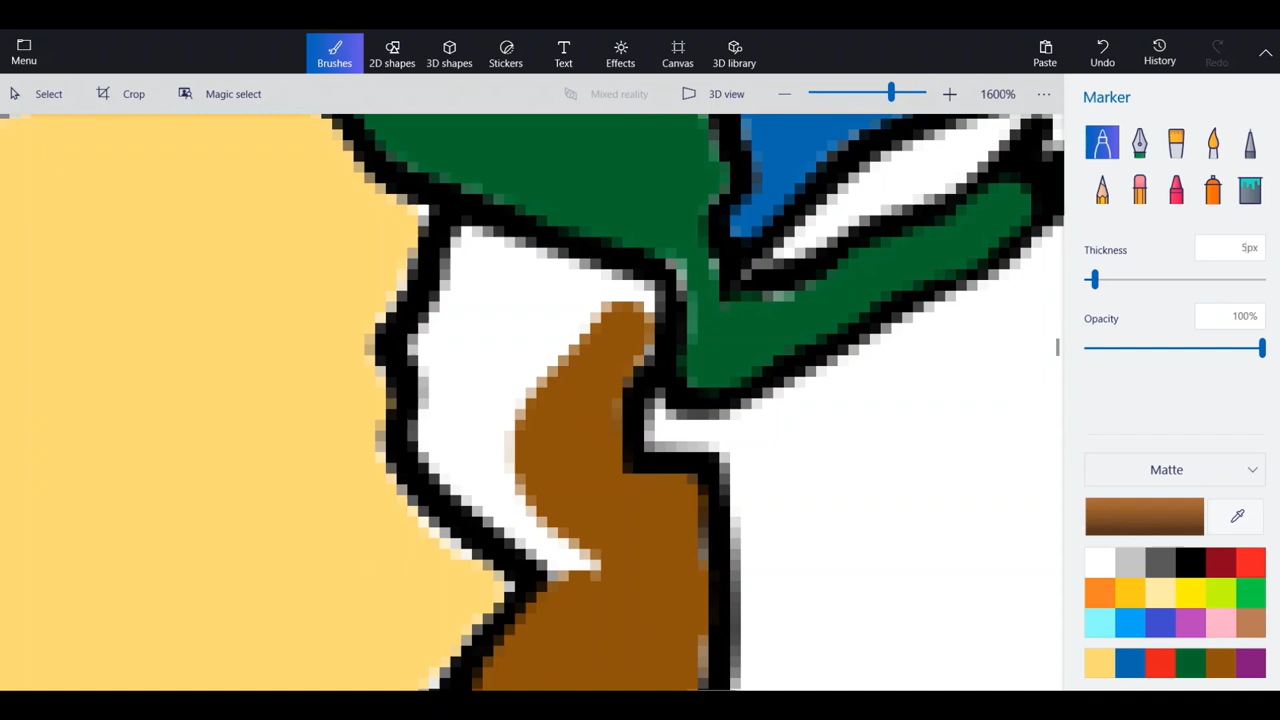 Menu
Brushes
2D shapes
3D shapes
Stickers
Text
Effects
Canvas
3D library
Paste
Undo
History
Redo
Select
Crop
Magic select
Mixed reality
3D view
1600%
Marker
Thickness
5px
Opacity
100%
Matte